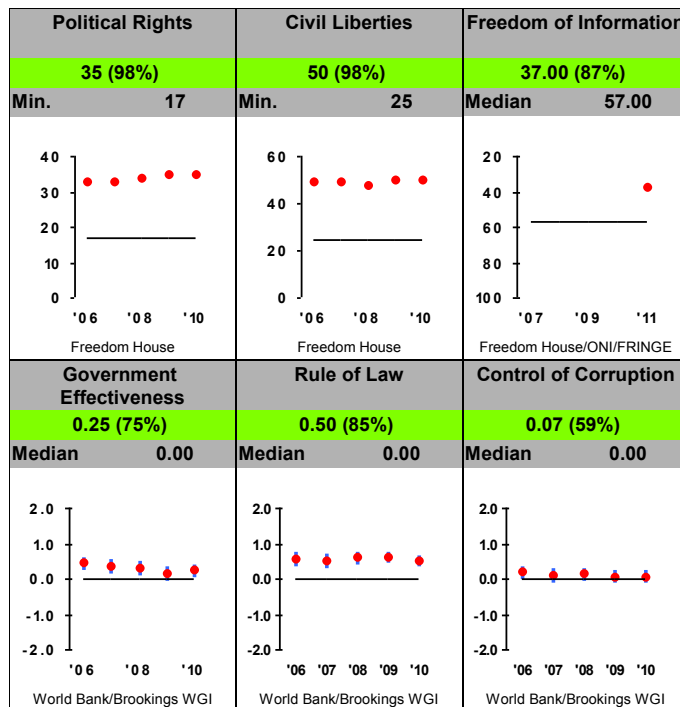 Political Rights
35 (98%)
Min. 17
40
30
20
10
0
'06 '08 '10
Freedom House
Civil Liberties
50 (98%)
Min. 25
60
40
20
0
'06 '08 '10
Freedom House
Freedom of Information
37.00 (87%)
Median 57.00
20
40
60
80
100
'07 '09 '11
Freedom House/ONI/FRINGE
Government
Effectiveness
0.25 (75%)
Median 0.00
2.0
1.0
0.0
-1.0
-2.0
'06 '08 '10
World Bank/Brookings WGI
Rule of Law
0.50 (85%)
Median 0.00
2.0
1.0
0.0
-1.0
-2.0
'06 '07 '08 '09 '10
World Bank/Brookings WGI
Control of Corruption
0.07 (59%)
Median 0.00
2.0
1.0
0.0
-1.0
-2.0
'06 '07 '08 '09 '10
World Bank/Brookings WGI